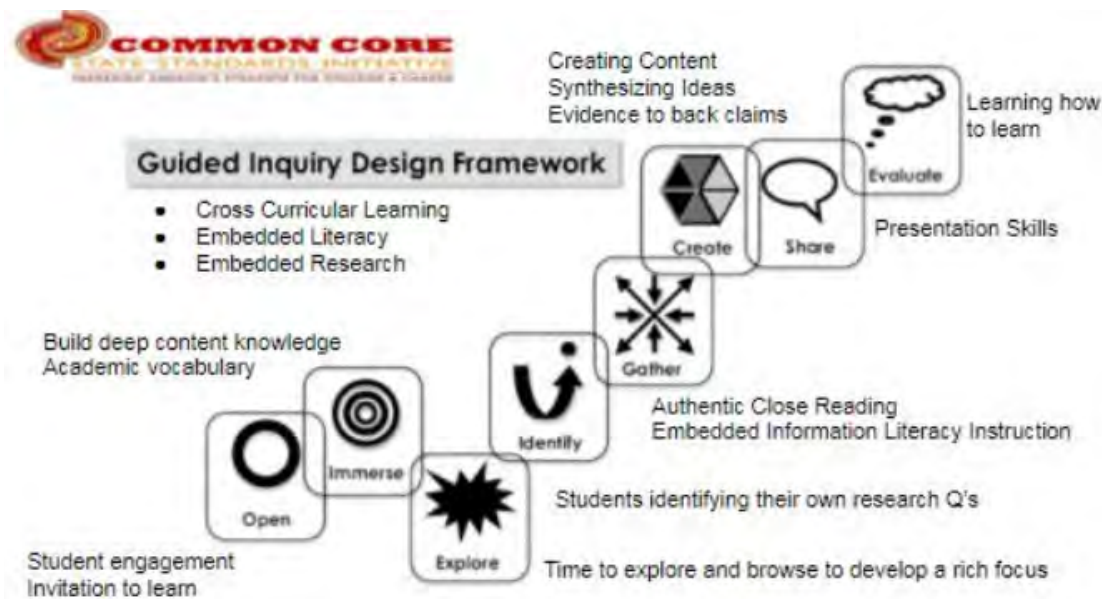 COMMON CORE
STATE STANDARDS INITIATIVE
Creating Content
Synthesizing Ideas
Evidence to back claims
Learning how
to learn
Evaluate
Guided Inquiry Design Framework
• Cross Curricular Learning
• Embedded Literacy
• Embedded Research
Create
Share
Presentation Skills
Build deep content knowledge
Academic vocabulary
Gather
Authentic Close Reading
Embedded Information Literacy Instruction
Identify
Immerse
Students identifying their own research Q's
Open
Explore
Time to explore and browse to develop a rich focus
Student engagement
Invitation to learn